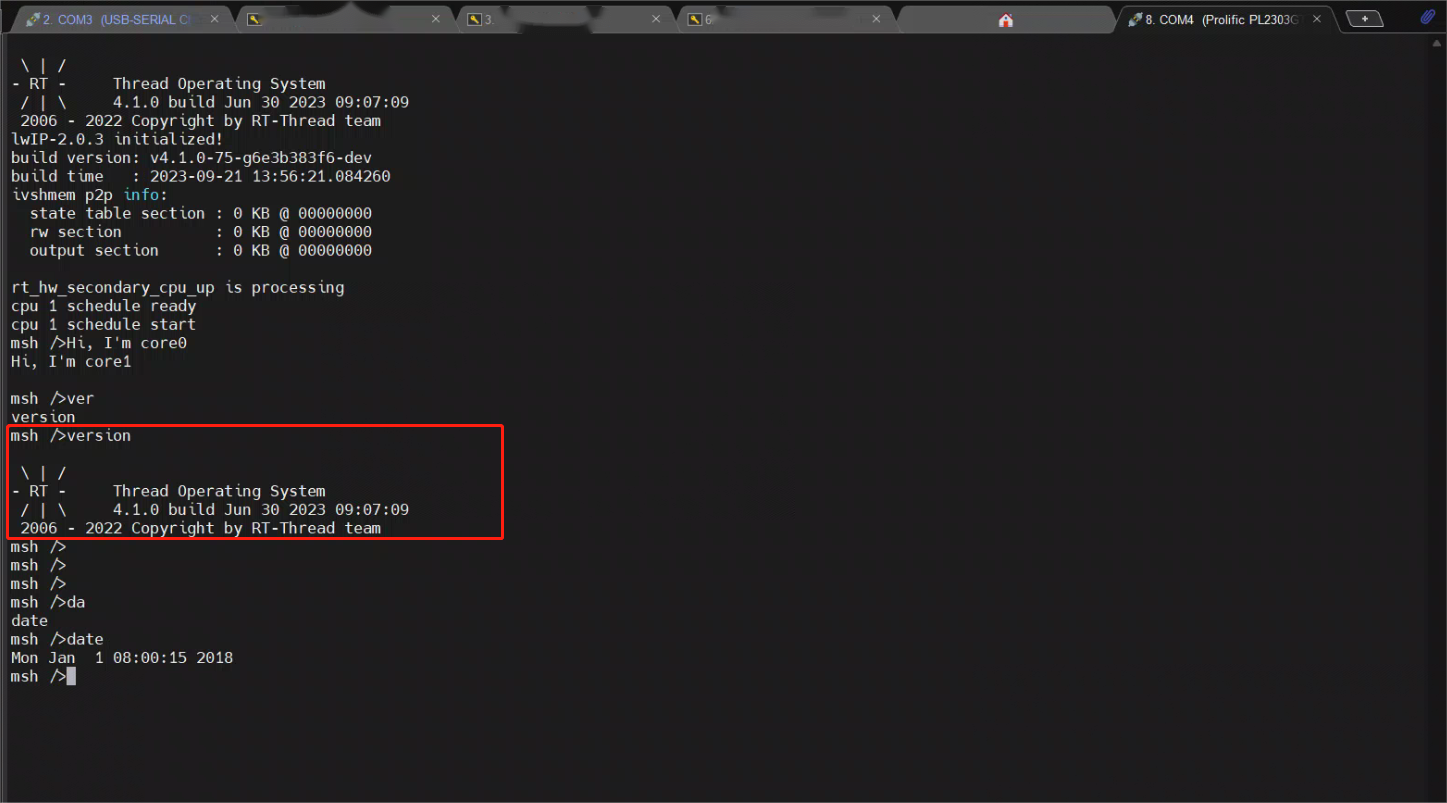 2. COM3 (USB-SERIAL C
3.
6
8. COM4 (Prolific PL2303G
\ | /
- RT -     Thread Operating System
/ | \     4.1.0 build Jun 30 2023 09:07:09
2006 - 2022 Copyright by RT-Thread team
lwIP-2.0.3 initialized!
build version: v4.1.0-75-g6e3b383f6-dev
build time   : 2023-09-21 13:56:21.084260
ivshmem p2p info:
state table section : 0 KB @ 00000000
rw section          : 0 KB @ 00000000
output section      : 0 KB @ 00000000
rt_hw_secondary_cpu_up is processing
cpu 1 schedule ready
cpu 1 schedule start
msh />Hi, I'm core0
Hi, I'm core1
msh />ver
version
msh />version
\ | /
- RT -     Thread Operating System
/ | \     4.1.0 build Jun 30 2023 09:07:09
2006 - 2022 Copyright by RT-Thread team
msh />
msh />
msh />
msh />da
date
msh />date
Mon Jan  1 08:00:15 2018
msh />